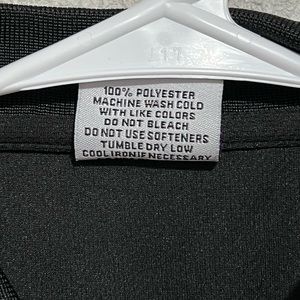 100% POLYESTER
MACHINE WASH COLD
WITH LIKE COLORS
DO NOT BLEACH
DO NOT USE SOFTENERS
TUMBLE DRY LOW
COOL IRON IF NECESSARY